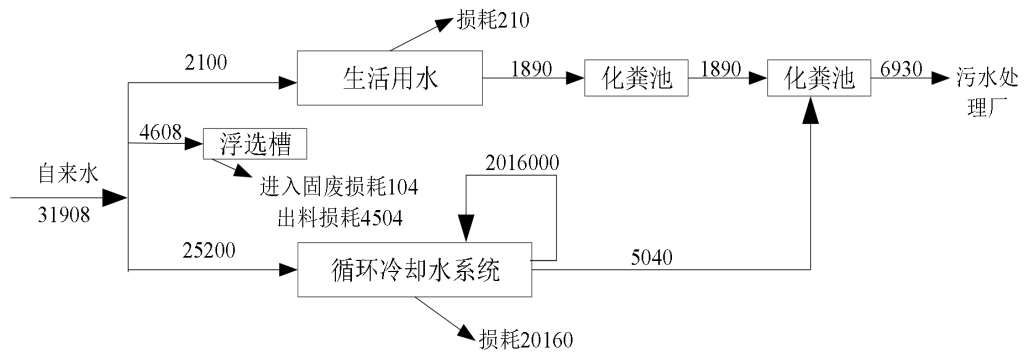 损耗210
2100
生活用水
1890
化粪池
1890
化粪池
6930
污水处
理厂
4608
浮选槽
自来水
31908
进入固废损耗104
出料损耗4504
2016000
25200
循环冷却水系统
5040
损耗20160